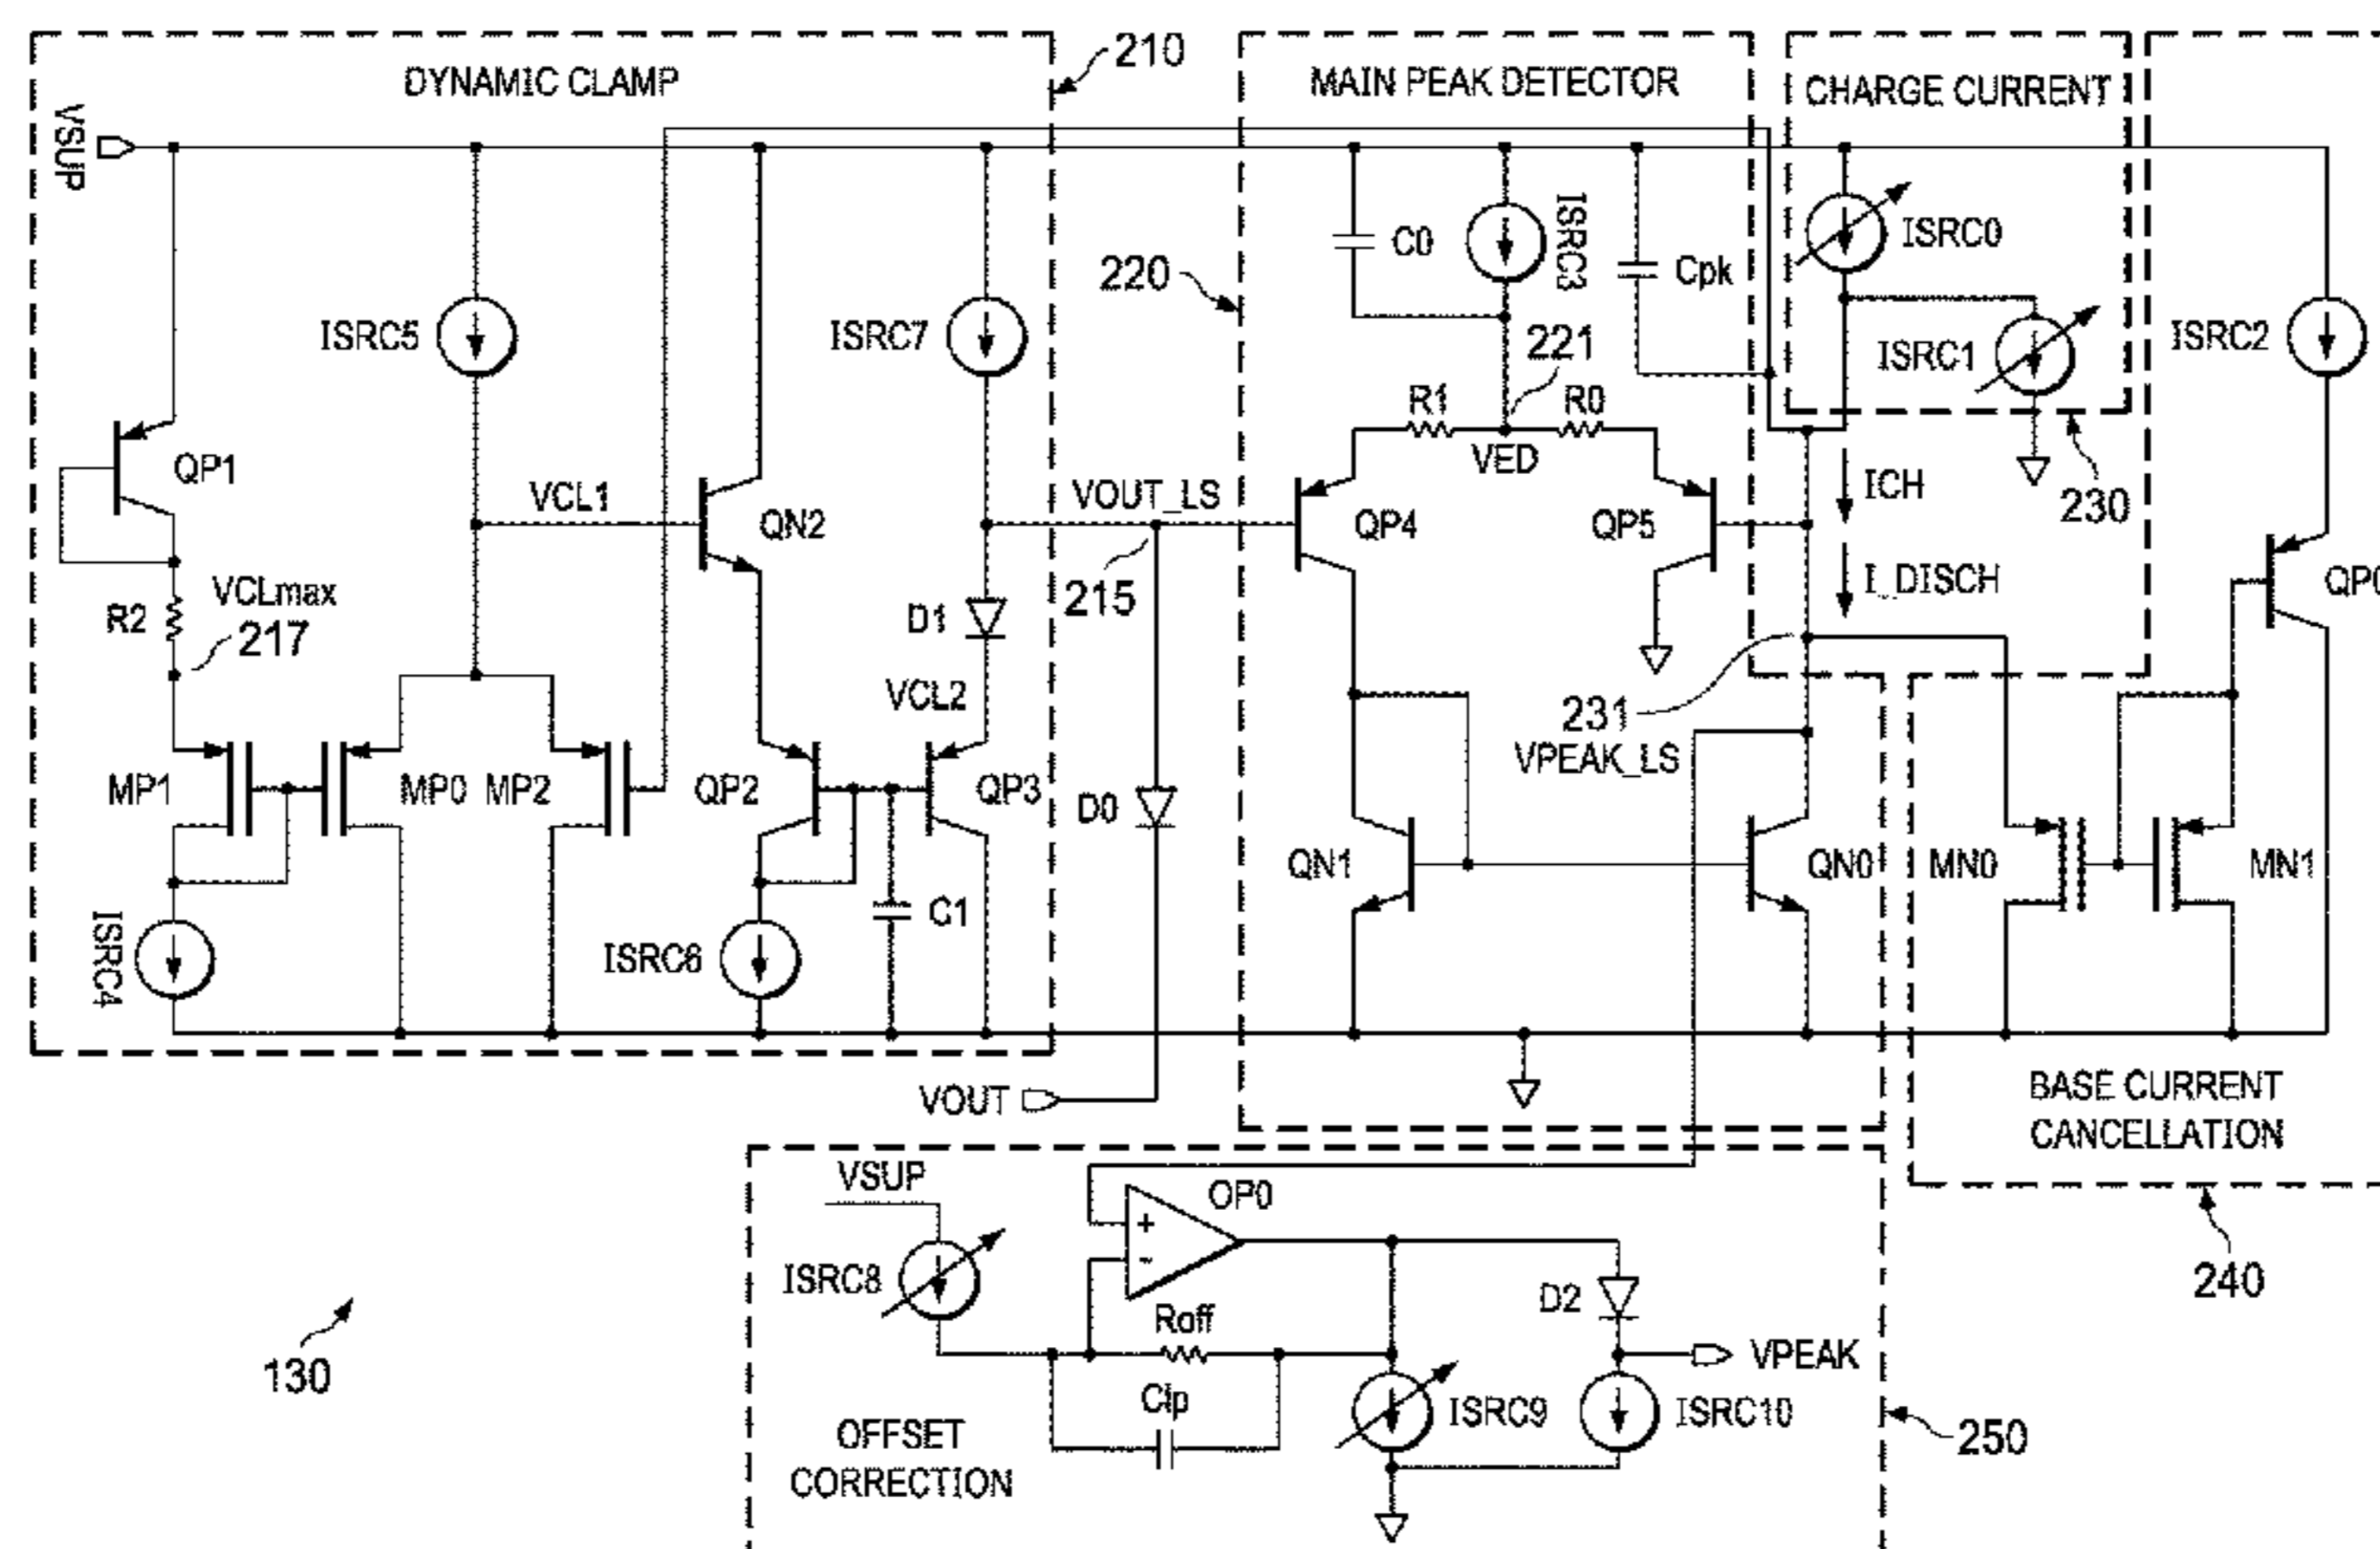 DYNAMIC CLAMP
210
MAIN PEAK DETECTOR
CHARGE CURRENT
VSUP
ISRC0
C0
ISRC3
Cpk
220
ISRC5
ISRC7
221
ISRC1
ISRC2
R1
R0
VED
QP1
VCL1
QN2
VOUT_LS
QP4
QP5
ICH
230
215
I_DISCH
R2
VCLmax
217
D1
VCL2
231
VPEAK_LS
MP1
MP0
MP2
QP2
QP3
D0
QN1
QN0
MN0
MN1
ISRC4
ISRC6
C1
VOUT
BASE CURRENT
CANCELLATION
VSUP
OP0
+
-
ISRC8
240
D2
Roff
130
VPEAK
Clp
ISRC9
ISRC10
250
OFFSET
CORRECTION